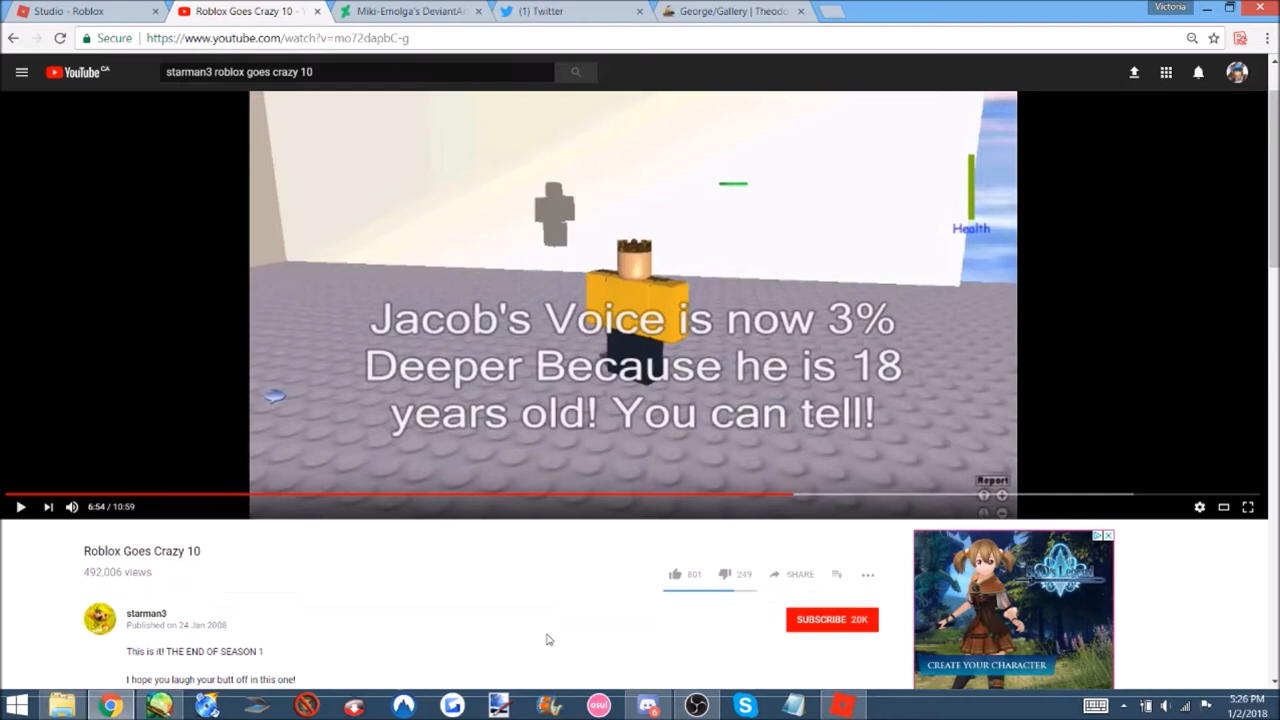 Studio - Roblox
Roblox Goes Crazy 10 - Y
Miki-Emolga's DeviantAr
(1) Twitter
George/Gallery | Theodo
Victoria
Secure
https://www.youtube.com/watch?v=mo72dapbC-g
YouTube CA
starman3 roblox goes crazy 10
Health
Jacob's Voice is now 3%
Deeper Because he is 18
years old! You can tell!
Report
6:54 / 10:59
Roblox Goes Crazy 10
492,006 views
801
249
SHARE
starman3
Published on 24 Jan 2008
SUBSCRIBE 20K
This is it! THE END OF SEASON 1
I hope you laugh your butt off in this one!
CREATE YOUR CHARACTER
osu!
6
5:26 PM
1/2/2018